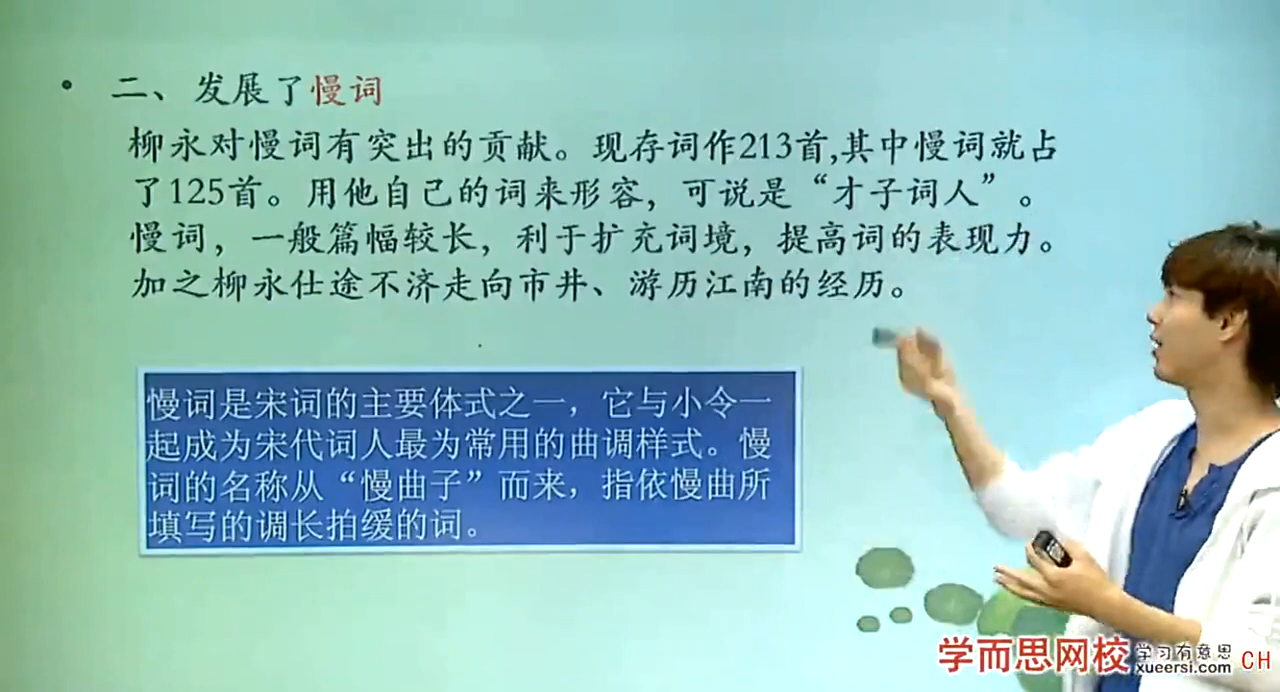 • 二、发展了慢词
柳永对慢词有突出的贡献。现存词作213首,其中慢词就占
了125首。用他自己的词来形容，可说是“才子词人”。
慢词，一般篇幅较长，利于扩充词境，提高词的表现力。
加之柳永仕途不济走向市井、游历江南的经历。
慢词是宋词的主要体式之一，它与小令一
起成为宋代词人最为常用的曲调样式。慢
词的名称从“慢曲子”而来，指依慢曲所
填写的调长拍缓的词。
学而思网校
学习有意思
xueersi.com
CH